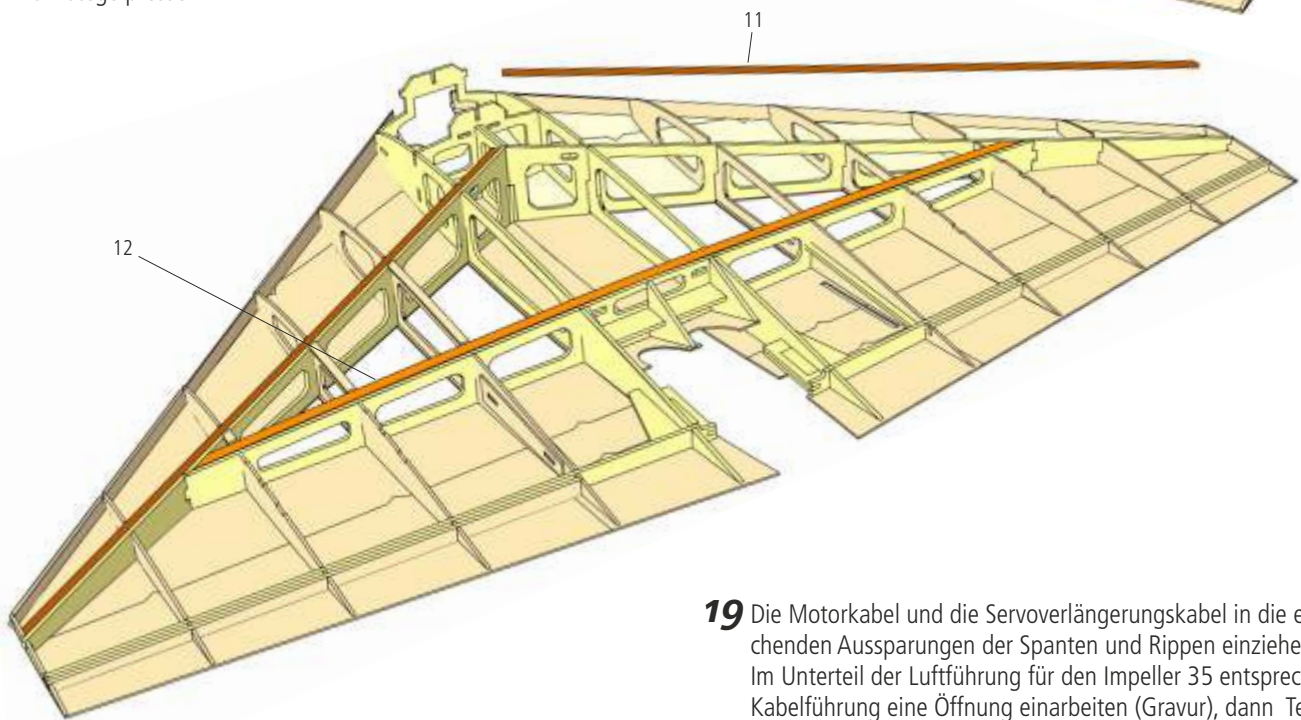 11
12
19 Die Motorkabel und die Servoverlängerungskabel in die e
chenden Aussparungen der Spanten und Rippen einziehe
Im Unterteil der Luftführung für den Impeller 35 entsprec
Kabelführung eine Öffnung einarbeiten (Gravur), dann Te